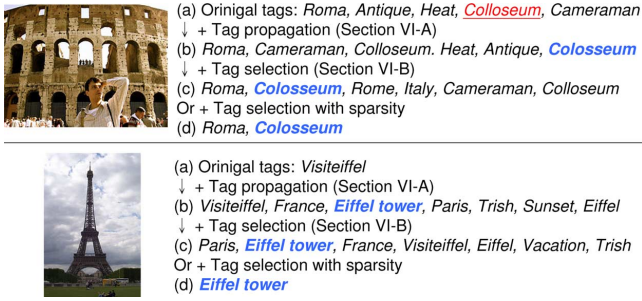 (a) Orinigal tags: Roma, Antique, Heat, Colloseum, Cameraman
↓ + Tag propagation (Section VI-A)
(b) Roma, Cameraman, Colloseum. Heat, Antique, Colosseum
↓ + Tag selection (Section VI-B)
(c) Roma, Colosseum, Rome, Italy, Cameraman, Colloseum
Or + Tag selection with sparsity
(d) Roma, Colosseum
(a) Orinigal tags: Visiteiffel
↓ + Tag propagation (Section VI-A)
(b) Visiteiffel, France, Eiffel tower, Paris, Trish, Sunset, Eiffel
↓ + Tag selection (Section VI-B)
(c) Paris, Eiffel tower, France, Visiteiffel, Eiffel, Vacation, Trish
Or + Tag selection with sparsity
(d) Eiffel tower